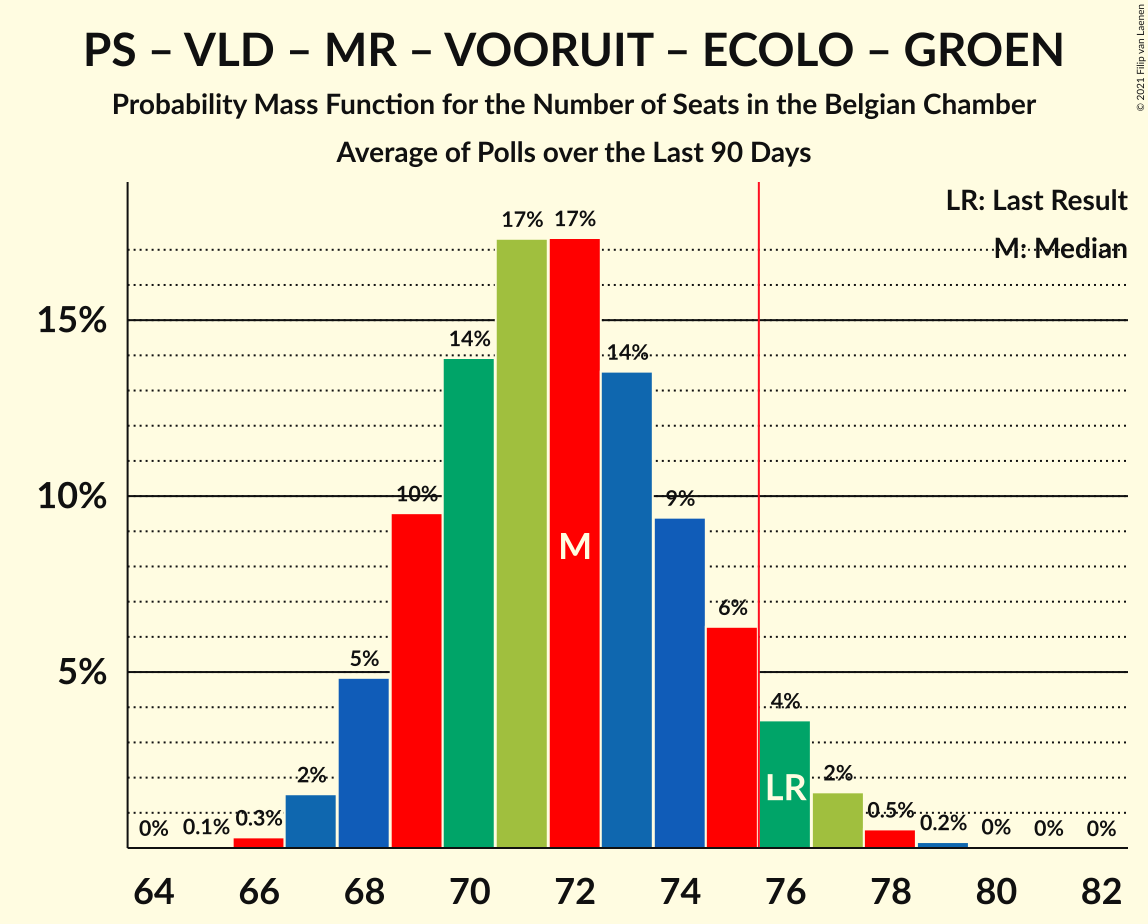 PS – VLD – MR – VOORUIT – ECOLO – GROEN
Probability Mass Function for the Number of Seats in the Belgian Chamber
Average of Polls over the Last 90 Days
© 2021 Filip van Laenen
LR: Last Result
M: Median
15%
10%
5%
0%
0.1%
0.3%
2%
5%
10%
14%
17%
17%
14%
9%
6%
4%
2%
0.5%
0.2%
0%
0%
0%
M
LR
64 66 68 70 72 74 76 78 80 82